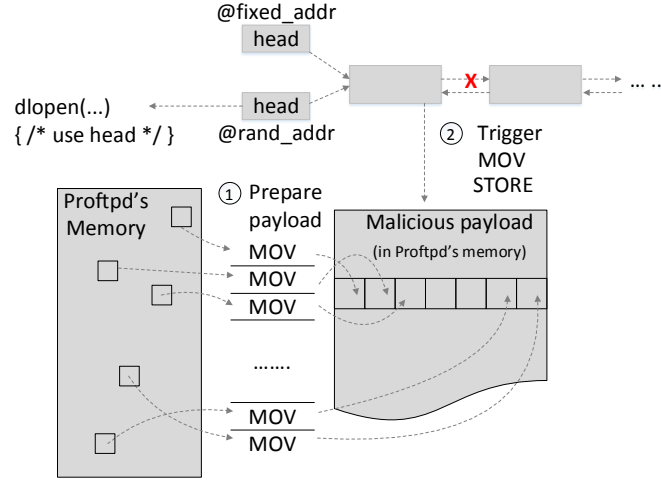 @fixed_addr
head
X
... ...
head
@rand_addr
dlopen(...)
{ /* use head */ }
② Trigger
MOV
STORE
① Prepare
payload
Proftpd's
Memory
Malicious payload
(in Proftpd's memory)
MOV
MOV
MOV
.......
MOV
MOV